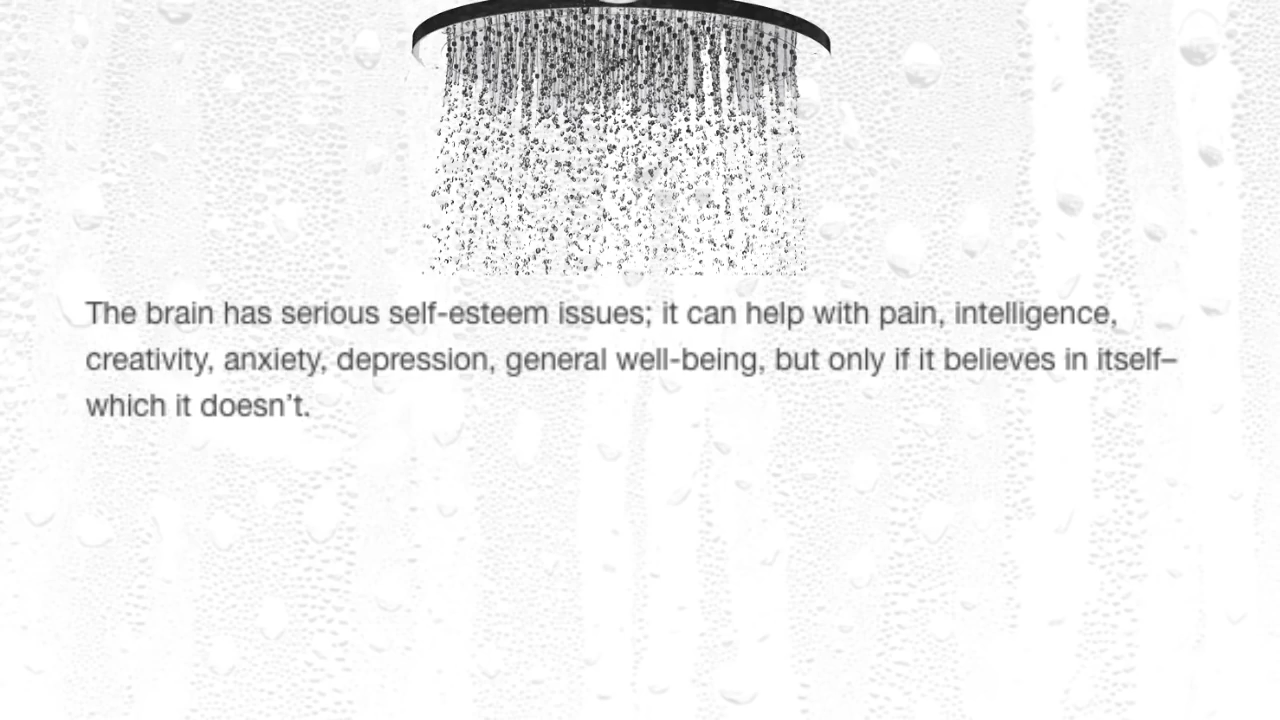 The brain has serious self-esteem issues; it can help with pain, intelligence,
creativity, anxiety, depression, general well-being, but only if it believes in itself–
which it doesn’t.